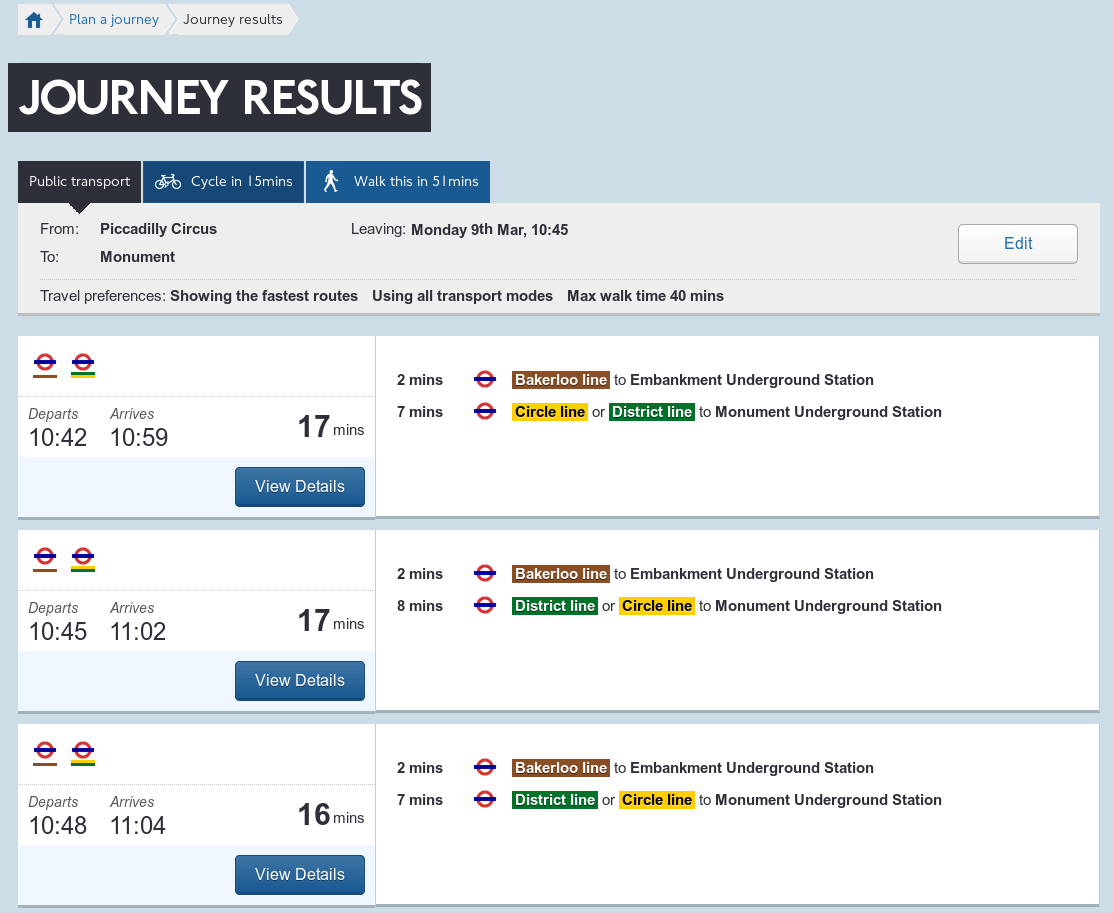 Plan a journey Journey results
JOURNEY RESULTS
Public transport Cycle in 15mins Walk this in 51mins
From: Piccadilly Circus Leaving: Monday 9th Mar, 10:45
Edit
To: Monument
Travel preferences: Showing the fastest routes Using all transport modes Max walk time 40 mins
Departs Arrives
10:42 10:59 17 mins
View Details
2 mins Bakerloo line to Embankment Underground Station
7 mins Circle line or District line to Monument Underground Station
Departs Arrives
10:45 11:02 17 mins
View Details
2 mins Bakerloo line to Embankment Underground Station
8 mins District line or Circle line to Monument Underground Station
Departs Arrives
10:48 11:04 16 mins
View Details
2 mins Bakerloo line to Embankment Underground Station
7 mins District line or Circle line to Monument Underground Station